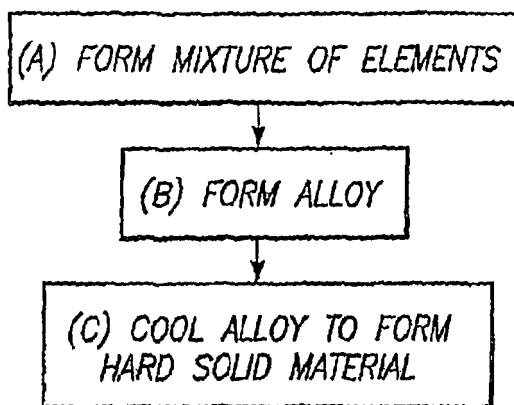 (A) FORM MIXTURE OF ELEMENTS
(B) FORM ALLOY
(C) COOL ALLOY TO FORM
HARD SOLID MATERIAL